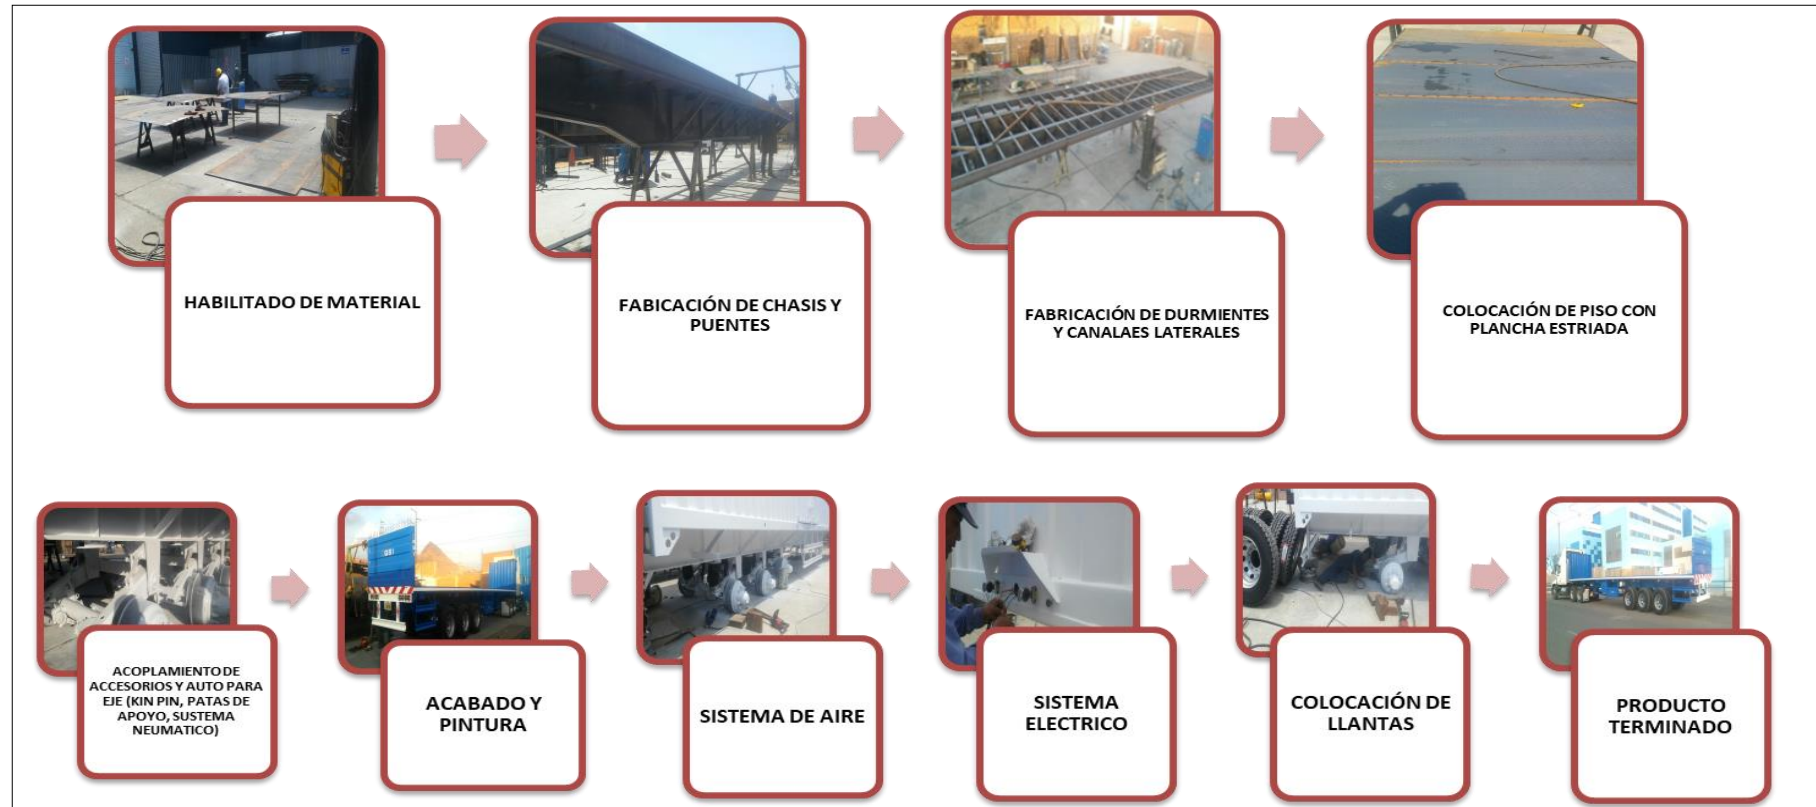 HABILITADO DE MATERIAL
FABICACIÓN DE CHASIS Y
PUENTES
FABRICACIÓN DE DURMIENTES
Y CANALAES LATERALES
COLOCACIÓN DE PISO CON
PLANCHA ESTRIADA
ACOPLAMIENTO DE
ACCESORIOS Y AUTO PARA
EJE (KIN PIN, PATAS DE
APOYO, SUSTEMA
NEUMATICO)
ACABADO Y
PINTURA
SISTEMA DE AIRE
SISTEMA
ELECTRICO
COLOCACIÓN DE
LLANTAS
PRODUCTO
TERMINADO